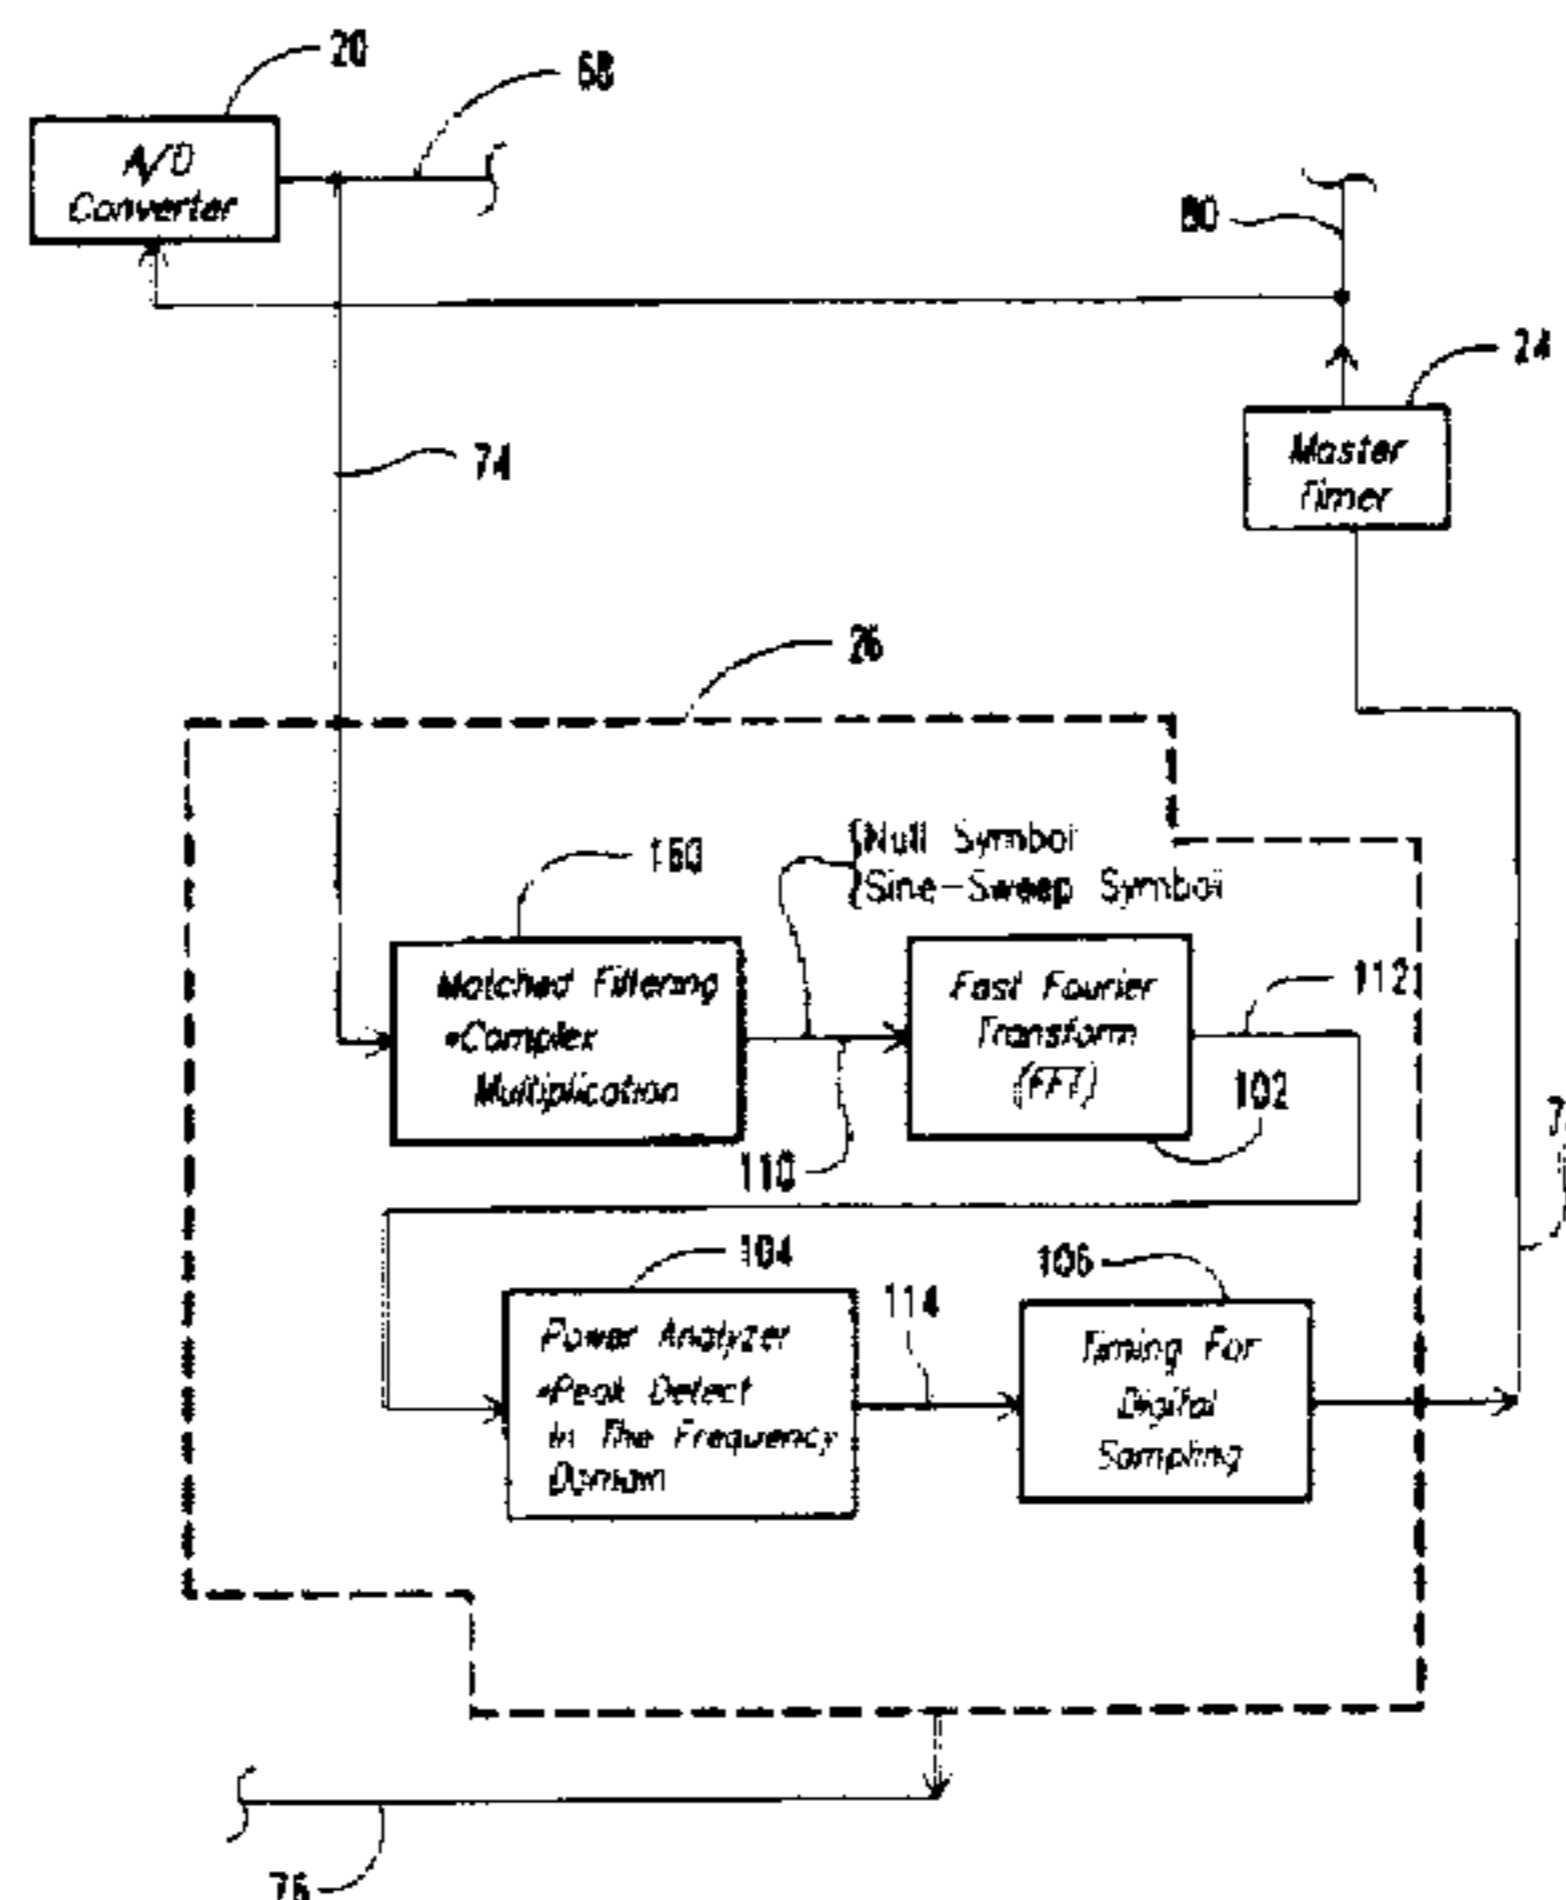 20
68
A/D
Converter
80
24
Master
Timer
74
26
{Null Symbol
{Sine-Sweep Symbol
160
Matched Filtering
•Complex
Multiplication
Fast Fourier
Transform
(FFT)
112
102
110
104
106
114
Power Analyzer
•Peak Detect
In The Frequency
Domain
Timing For
Digital
Sampling
76